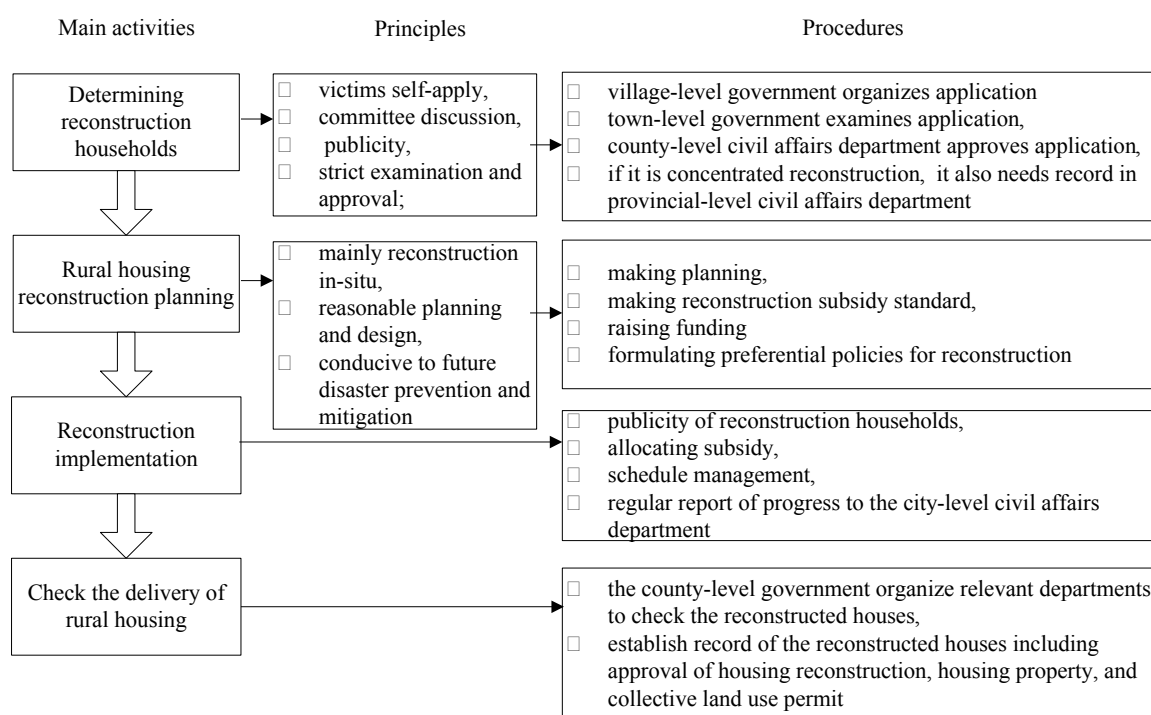 Main activities
Principles
Procedures
Determining
reconstruction
households
victims self-apply,
committee discussion,
publicity,
strict examination and
approval;
village-level government organizes application
town-level government examines application,
county-level civil affairs department approves application,
if it is concentrated reconstruction, it also needs record in
provincial-level civil affairs department
Rural housing
reconstruction planning
mainly reconstruction
in-situ,
reasonable planning
and design,
conducive to future
disaster prevention and
mitigation
making planning,
making reconstruction subsidy standard,
raising funding
formulating preferential policies for reconstruction
Reconstruction
implementation
publicity of reconstruction households,
allocating subsidy,
schedule management,
regular report of progress to the city-level civil affairs
department
Check the delivery of
rural housing
the county-level government organize relevant departments
to check the reconstructed houses,
establish record of the reconstructed houses including
approval of housing reconstruction, housing property, and
collective land use permit